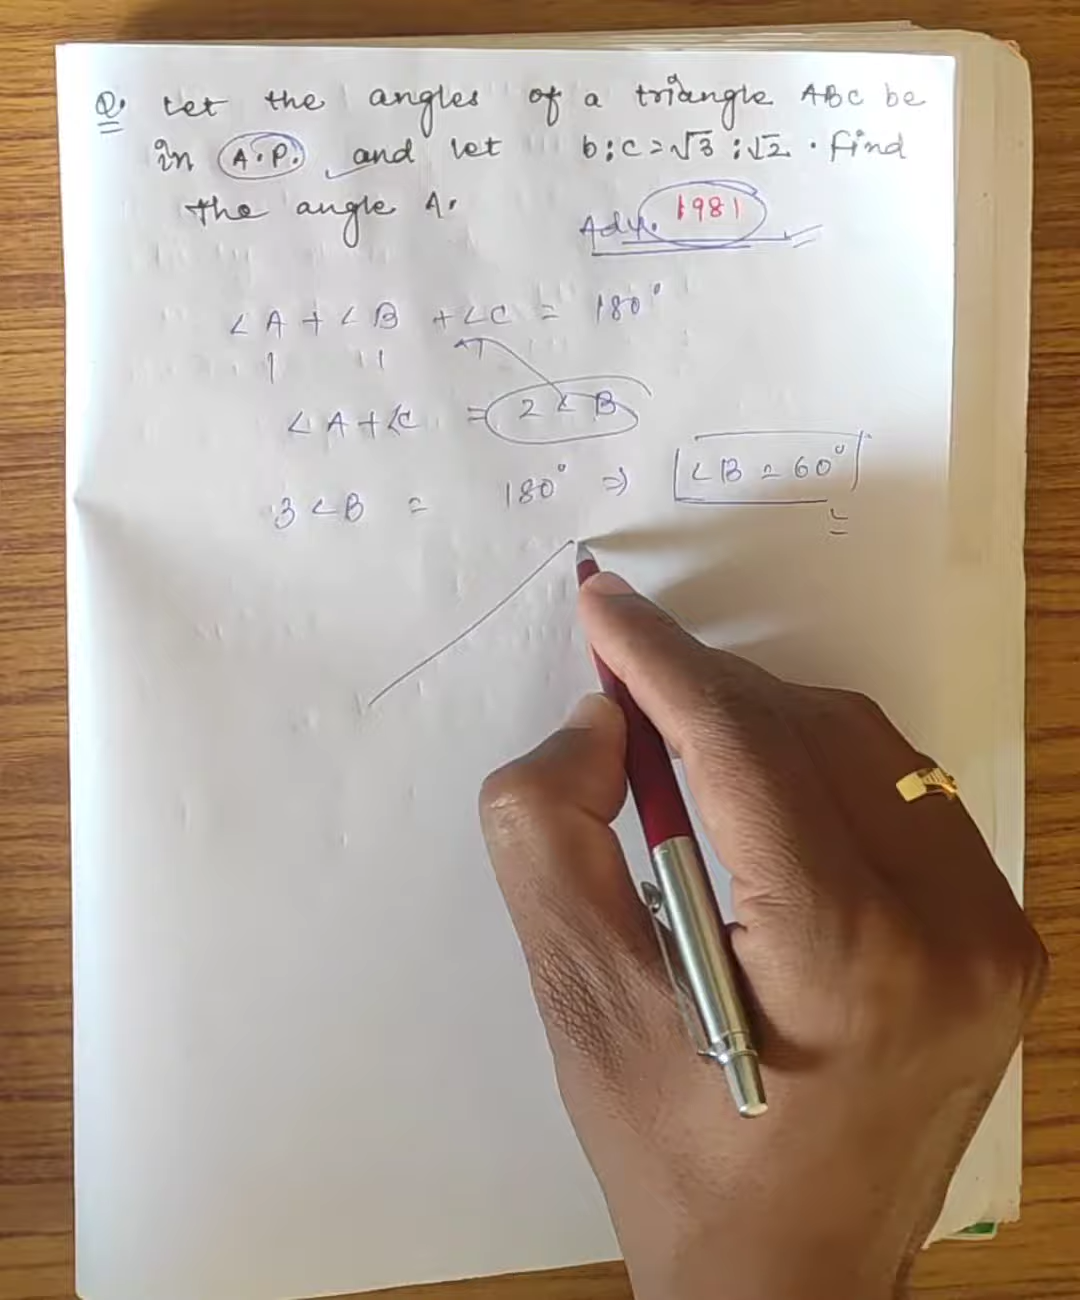 Q. Let the angles of a triangle ABC be
in A.P. and let b:c=√3:√2. Find
the angle A.
Adv. 1981
∠A+∠B+∠C = 180°
∠A+∠C = 2∠B
3∠B = 180° ⇒ ∠B = 60°